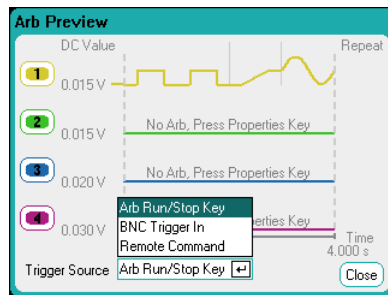 Arb Preview
DC Value
Repeat
1
0.015 V
2
0.015 V
No Arb, Press Properties Key
3
0.020 V
No Arb, Press Properties Key
4
0.030 V
Arb Run/Stop Key
BNC Trigger In
Remote Command
erties Key
Time
4.000 s
Trigger Source
Arb Run/Stop Key
Close